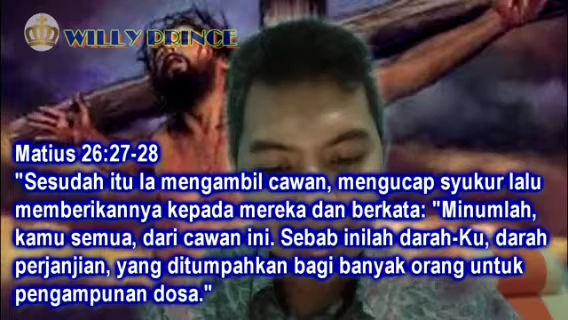 WILLY PRINCE
Matius 26:27-28
"Sesudah itu Ia mengambil cawan, mengucap syukur lalu
memberikannya kepada mereka dan berkata: "Minumlah,
kamu semua, dari cawan ini. Sebab inilah darah-Ku, darah
perjanjian, yang ditumpahkan bagi banyak orang untuk
pengampunan dosa."